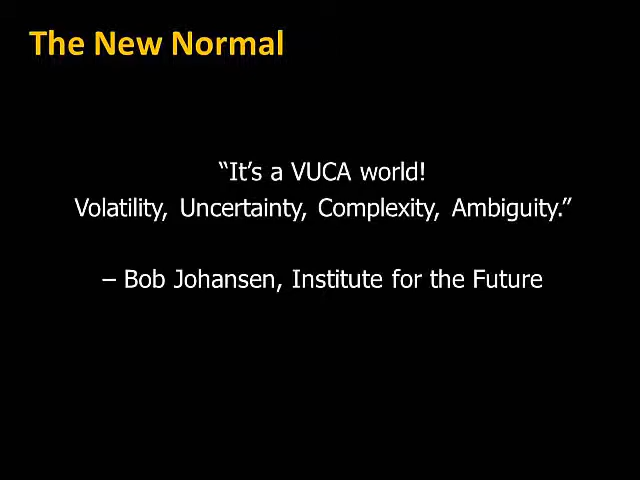 The New Normal
“It’s a VUCA world!
Volatility, Uncertainty, Complexity, Ambiguity.”
– Bob Johansen, Institute for the Future